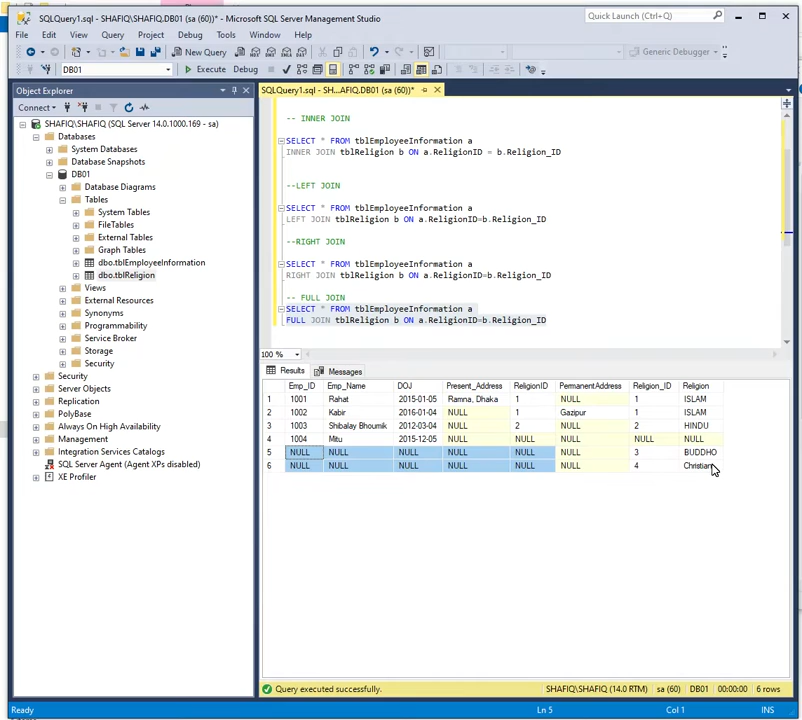 SQLQuery1.sql - SHAFIQ\SHAFIQ.DB01 (sa (60))* - Microsoft SQL Server Management Studio
Quick Launch (Ctrl+Q)
File Edit View Query Project Debug Tools Window Help
New Query
Generic Debugger
DB01
Execute Debug
Object Explorer
Connect
SHAFIQ\SHAFIQ (SQL Server 14.0.1000.169 - sa)
Databases
System Databases
Database Snapshots
DB01
Database Diagrams
Tables
System Tables
FileTables
External Tables
Graph Tables
dbo.tblEmployeeInformation
dbo.tblReligion
Views
External Resources
Synonyms
Programmability
Service Broker
Storage
Security
Security
Server Objects
Replication
PolyBase
Always On High Availability
Management
Integration Services Catalogs
SQL Server Agent (Agent XPs disabled)
XE Profiler
SQLQuery1.sql - SH...AFIQ.DB01 (sa (60))*
-- INNER JOIN
SELECT * FROM tblEmployeeInformation a
INNER JOIN tblReligion b ON a.ReligionID = b.Religion_ID
--LEFT JOIN
SELECT * FROM tblEmployeeInformation a
LEFT JOIN tblReligion b ON a.ReligionID=b.Religion_ID
--RIGHT JOIN
SELECT * FROM tblEmployeeInformation a
RIGHT JOIN tblReligion b ON a.ReligionID=b.Religion_ID
-- FULL JOIN
SELECT * FROM tblEmployeeInformation a
FULL JOIN tblReligion b ON a.ReligionID=b.Religion_ID
100 %
Results Messages
Emp_ID Emp_Name DOJ Present_Address ReligionID PermanentAddress Religion_ID Religion
1 1001 Rahat 2015-01-05 Ramna, Dhaka 1 NULL 1 ISLAM
2 1002 Kabir 2016-01-04 NULL 1 Gazipur 1 ISLAM
3 1003 Shibalay Bhoumik 2012-03-04 NULL 2 NULL 2 HINDU
4 1004 Mitu 2015-12-05 NULL NULL NULL NULL NULL
5 NULL NULL NULL NULL NULL NULL 3 BUDDHO
6 NULL NULL NULL NULL NULL NULL 4 Christian
Query executed successfully.
SHAFIQ\SHAFIQ (14.0 RTM) sa (60) DB01 00:00:00 6 rows
Ready Ln 5 Col 1 INS